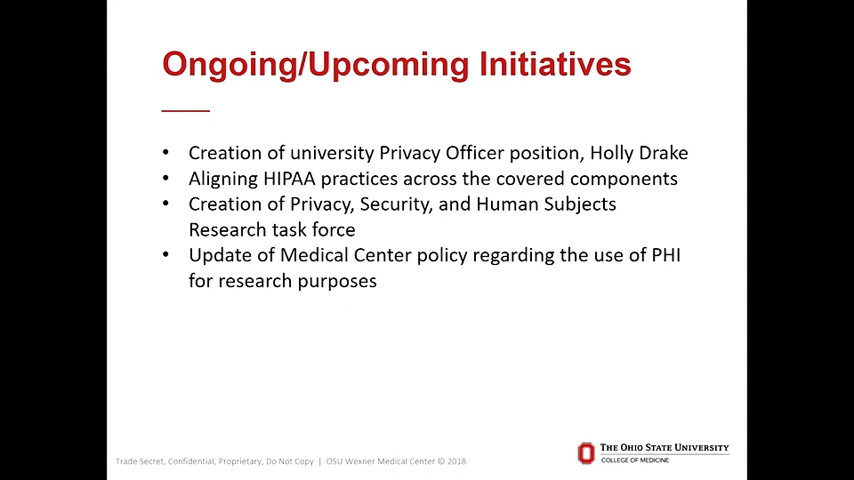 Ongoing/Upcoming Initiatives
• Creation of university Privacy Officer position, Holly Drake
• Aligning HIPAA practices across the covered components
• Creation of Privacy, Security, and Human Subjects
Research task force
• Update of Medical Center policy regarding the use of PHI
for research purposes
Trade Secret, Confidential, Proprietary, Do Not Copy | OSU Wexner Medical Center © 2018
THE OHIO STATE UNIVERSITY
COLLEGE OF MEDICINE